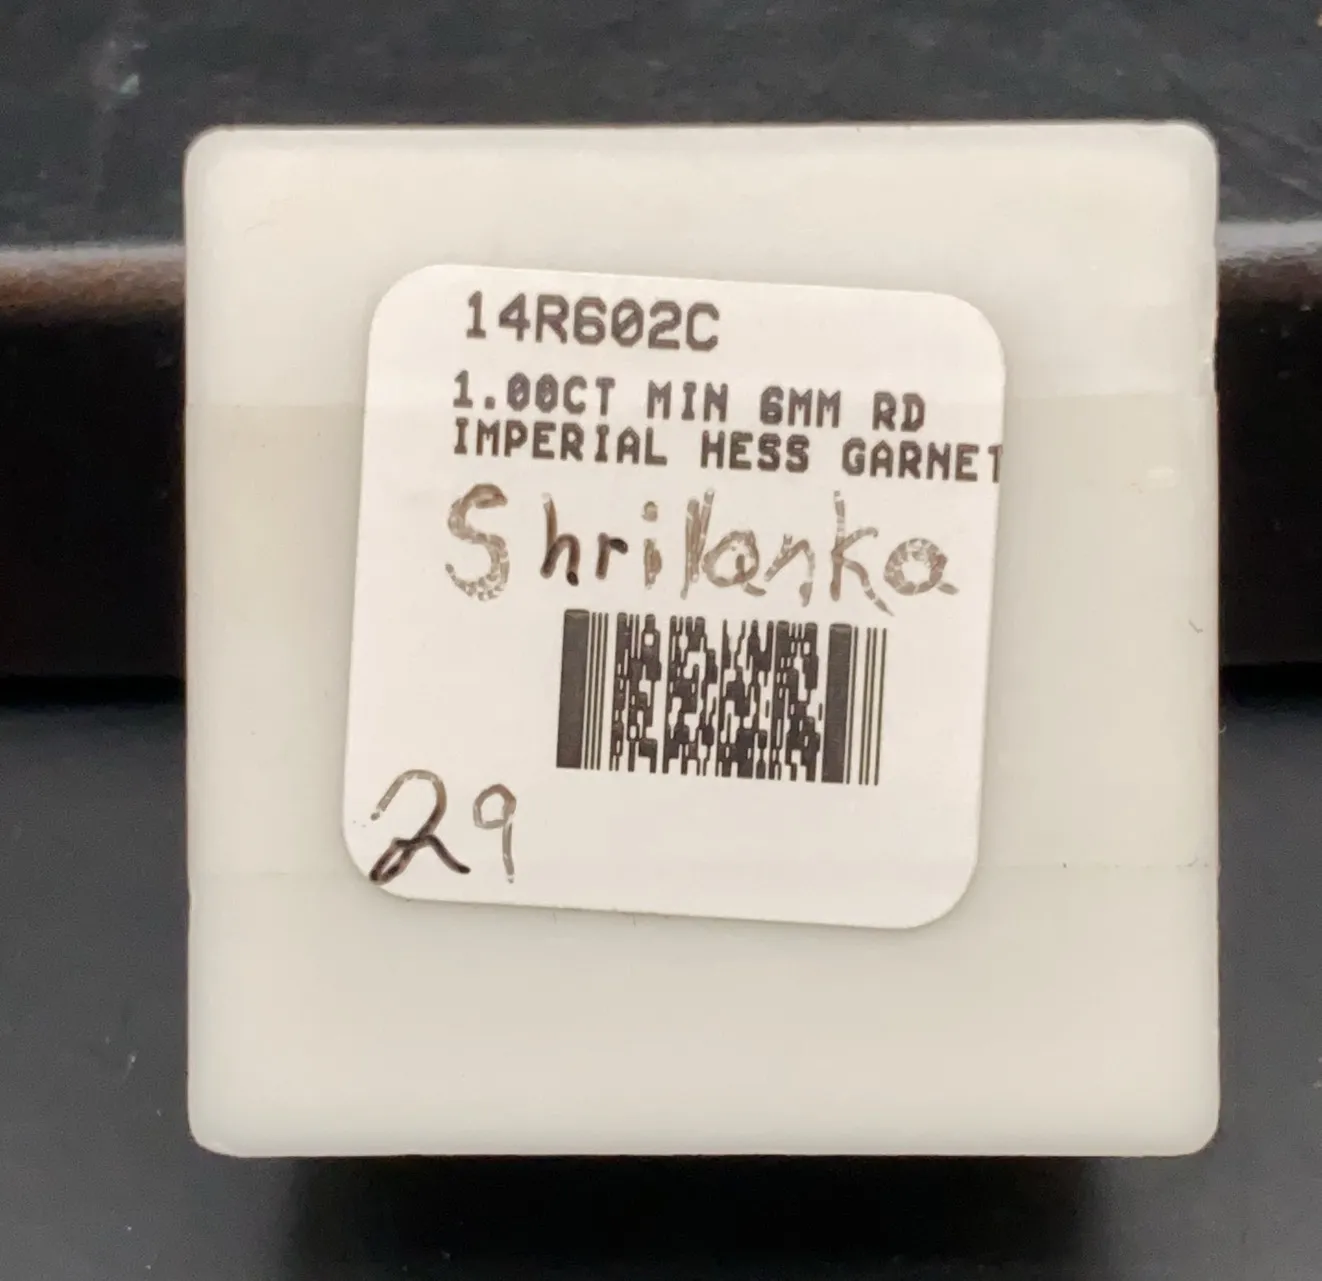 14R602C
1.00CT MIN 6MM RD
IMPERIAL HESS GARNET
Shrilanka
29